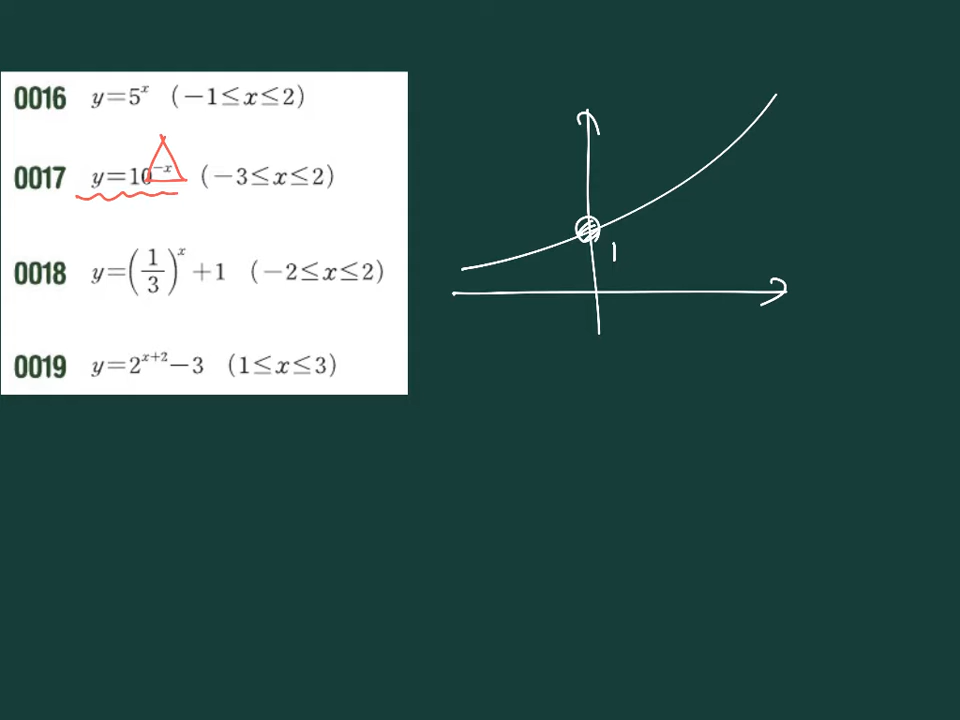 0016 y=5^x (−1≤x≤2)
0017 y=10^{−x} (−3≤x≤2)
0018 y=(1/3)^x+1 (−2≤x≤2)
0019 y=2^{x+2}−3 (1≤x≤3)
1